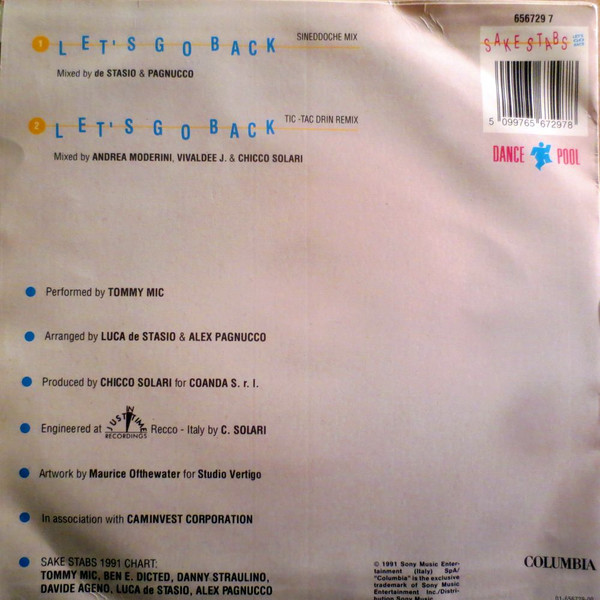 656729 7
SAKE STABS
1 LET'S GO BACK SINEDDOCHE MIX
Mixed by de STASIO & PAGNUCCO
2 LET'S GO BACK TIC -TAC DRIN REMIX
Mixed by ANDREA MODERINI, VIVALDEE J. & CHICCO SOLARI
5 099765 672978
DANCE POOL
Performed by TOMMY MIC
Arranged by LUCA de STASIO & ALEX PAGNUCCO
Produced by CHICCO SOLARI for COANDA S. r. l.
Engineered at JUST IN TIME RECORDINGS Recco - Italy by C. SOLARI
Artwork by Maurice Ofthewater for Studio Vertigo
In association with CAMINVEST CORPORATION
SAKE STABS 1991 CHART:
TOMMY MIC, BEN E. DICTED, DANNY STRAULINO,
DAVIDE AGENO, LUCA de STASIO, ALEX PAGNUCCO
© 1991 Sony Music Enter-
tainment (Italy) SpA/
"Columbia" is the exclusive
trademark of Sony Music
Entertainment Inc./Distri-
bution Sony Music
COLUMBIA